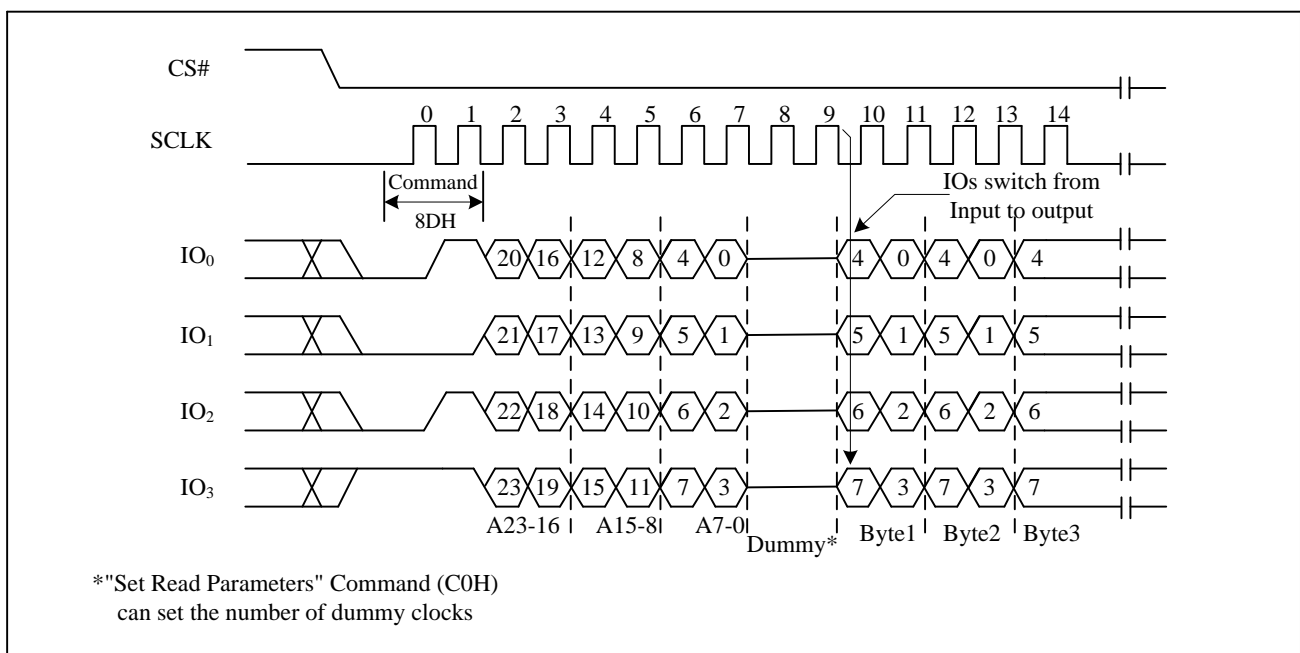 CS#
0 1 2 3 4 5 6 7 8 9 10 11 12 13 14
SCLK
Command
8DH
IOs switch from
Input to output
IO0 20 16 12 8 4 0 4 0 4 0 4
IO1 21 17 13 9 5 1 5 1 5 1 5
IO2 22 18 14 10 6 2 6 2 6 2 6
IO3 23 19 15 11 7 3 7 3 7 3 7
A23-16 A15-8 A7-0 Dummy* Byte1 Byte2 Byte3
*"Set Read Parameters" Command (C0H)
can set the number of dummy clocks